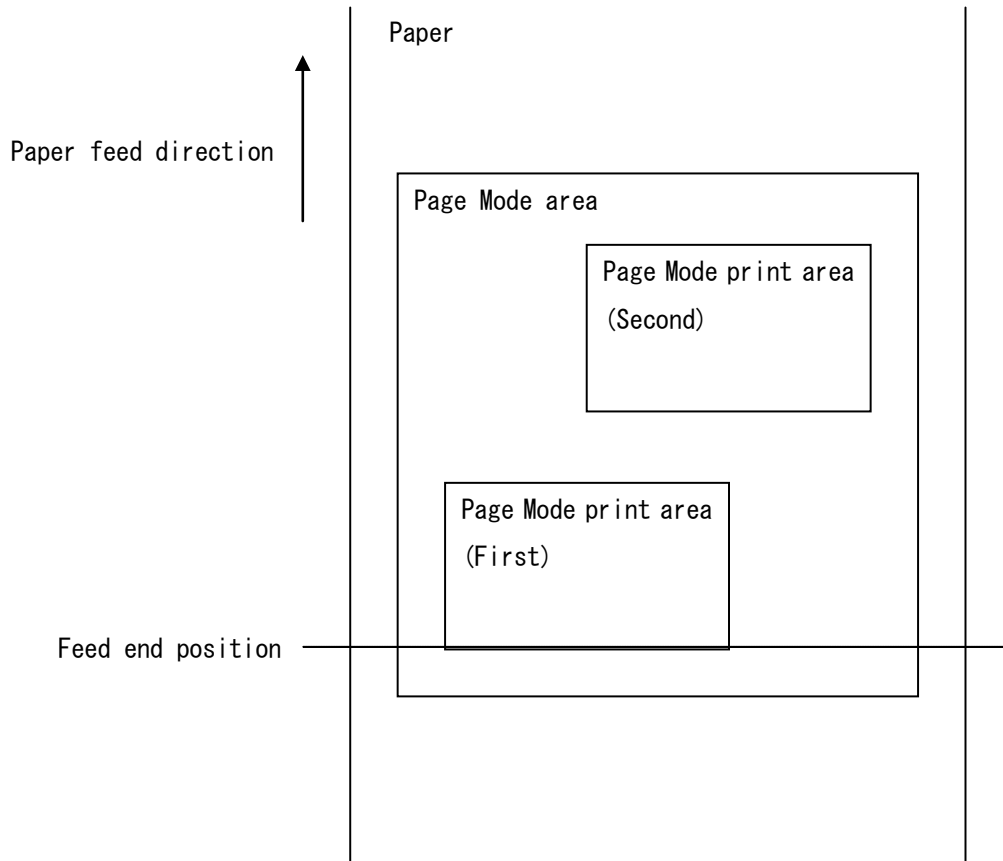 Paper
Paper feed direction
Page Mode area
Page Mode print area
(Second)
Page Mode print area
(First)
Feed end position